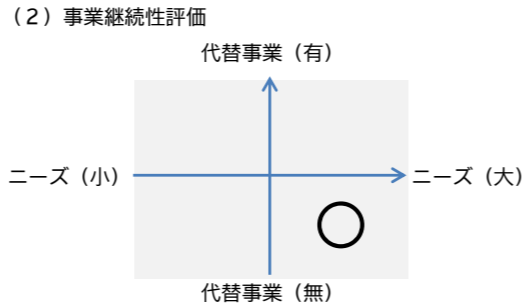 （２）事業継続性評価
代替事業（有）
ニーズ（小）
ニーズ（大）
代替事業（無）